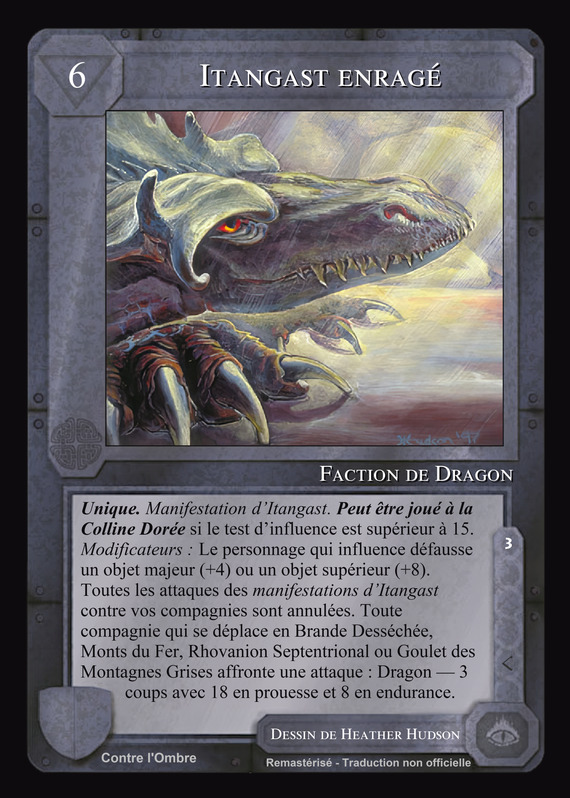 6
ITANGAST ENRAGÉ
HHudson '97
FACTION DE DRAGON
Unique. Manifestation d'Itangast. Peut être joué à la
Colline Dorée si le test d'influence est supérieur à 15.
Modificateurs : Le personnage qui influence défausse
un objet majeur (+4) ou un objet supérieur (+8).
Toutes les attaques des manifestations d'Itangast
contre vos compagnies sont annulées. Toute
compagnie qui se déplace en Brande Desséchée,
Monts du Fer, Rhovanion Septentrional ou Goulet des
Montagnes Grises affronte une attaque : Dragon — 3
coups avec 18 en prouesse et 8 en endurance.
3
DESSIN DE HEATHER HUDSON
Contre l'Ombre
Remastérisé - Traduction non officielle